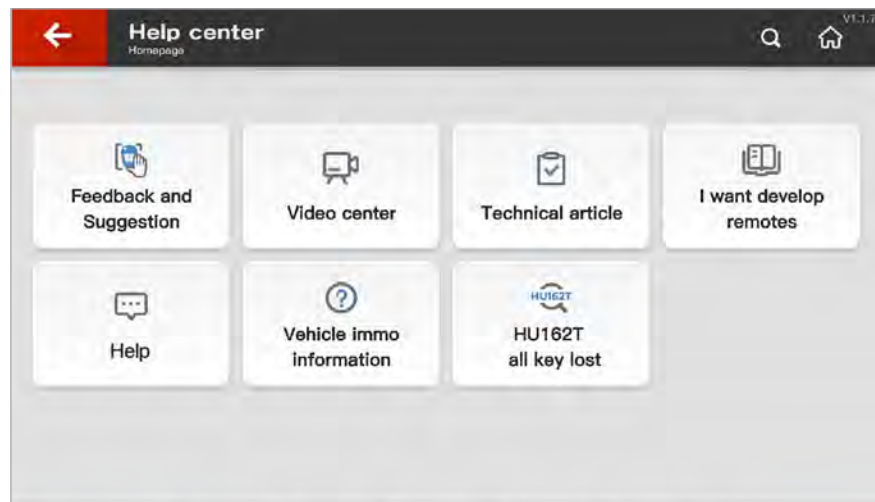 Help center
Homepage
V1.1.7
Feedback and
Suggestion
Video center
Technical article
I want develop
remotes
Help
Vehicle immo
information
HU162T
HU162T
all key lost